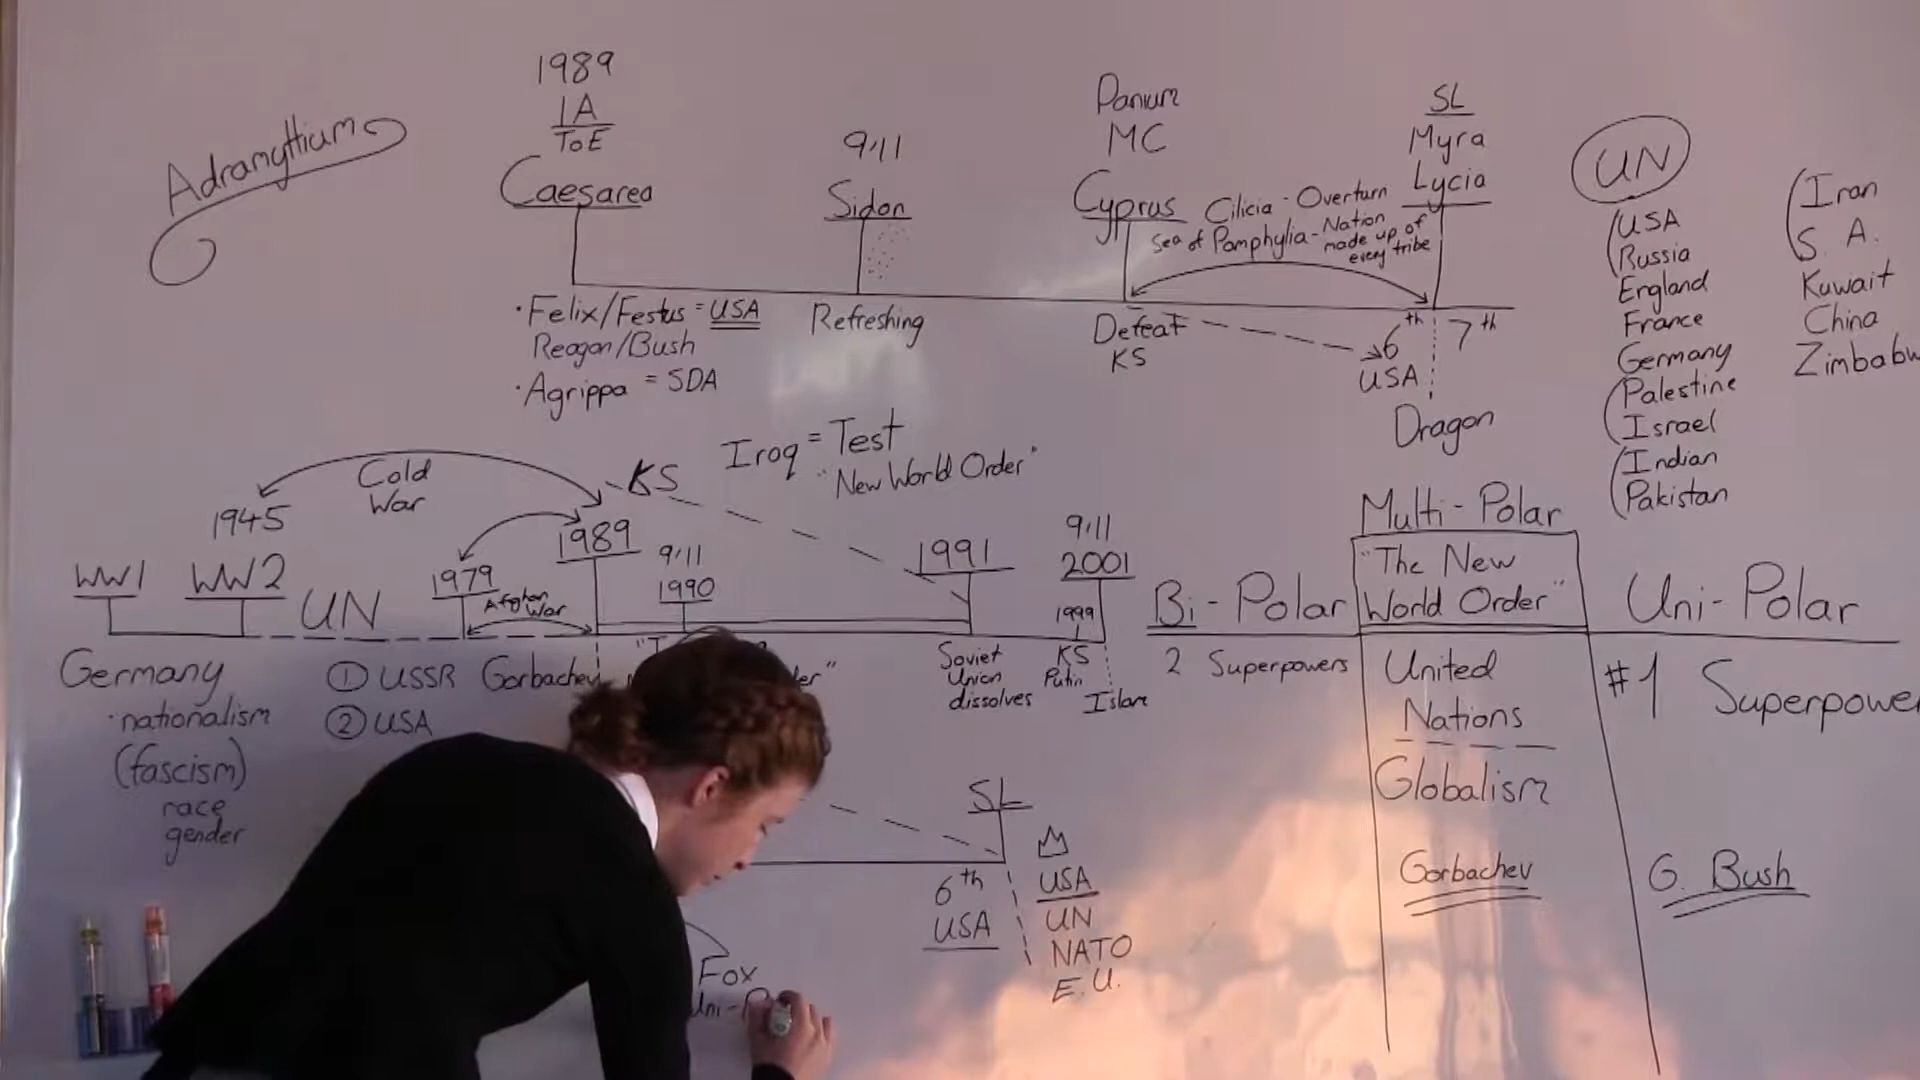 Adramyttium
1989
1A
ToE
Caesarea
9/11
Sidon
Panium
MC
Cyprus
Cilicia - Overturn
Sea of Pamphylia - Nation
made up of
every tribe
SL
Myra
Lycia
· Felix/Festus = USA
Reagan/Bush
· Agrippa = SDA
Refreshing
Defeat
KS
6th
USA
7th
Dragon
UN
USA
Russia
England
France
Germany
Palestine
Israel
Indian
Pakistan
Iran
S. A.
Kuwait
China
Zimbabw
Iraq = Test
"New World Order"
Cold
War
KS
1945
WW1
WW2
UN
1979
Afghan
War
1989
9/11
1990
1991
9/11
2001
1999
Germany
· nationalism
(fascism)
race
gender
① USSR Gorbachev
② USA
Soviet
Union
dissolves
KS
Putin
Islam
Bi - Polar
2 Superpowers
Multi - Polar
"The New
World Order"
United
Nations
Globalism
Gorbachev
Uni - Polar
#1 Superpower
G. Bush
SL
6th
USA
USA
UN
NATO
E.U.
Fox
Uni-P